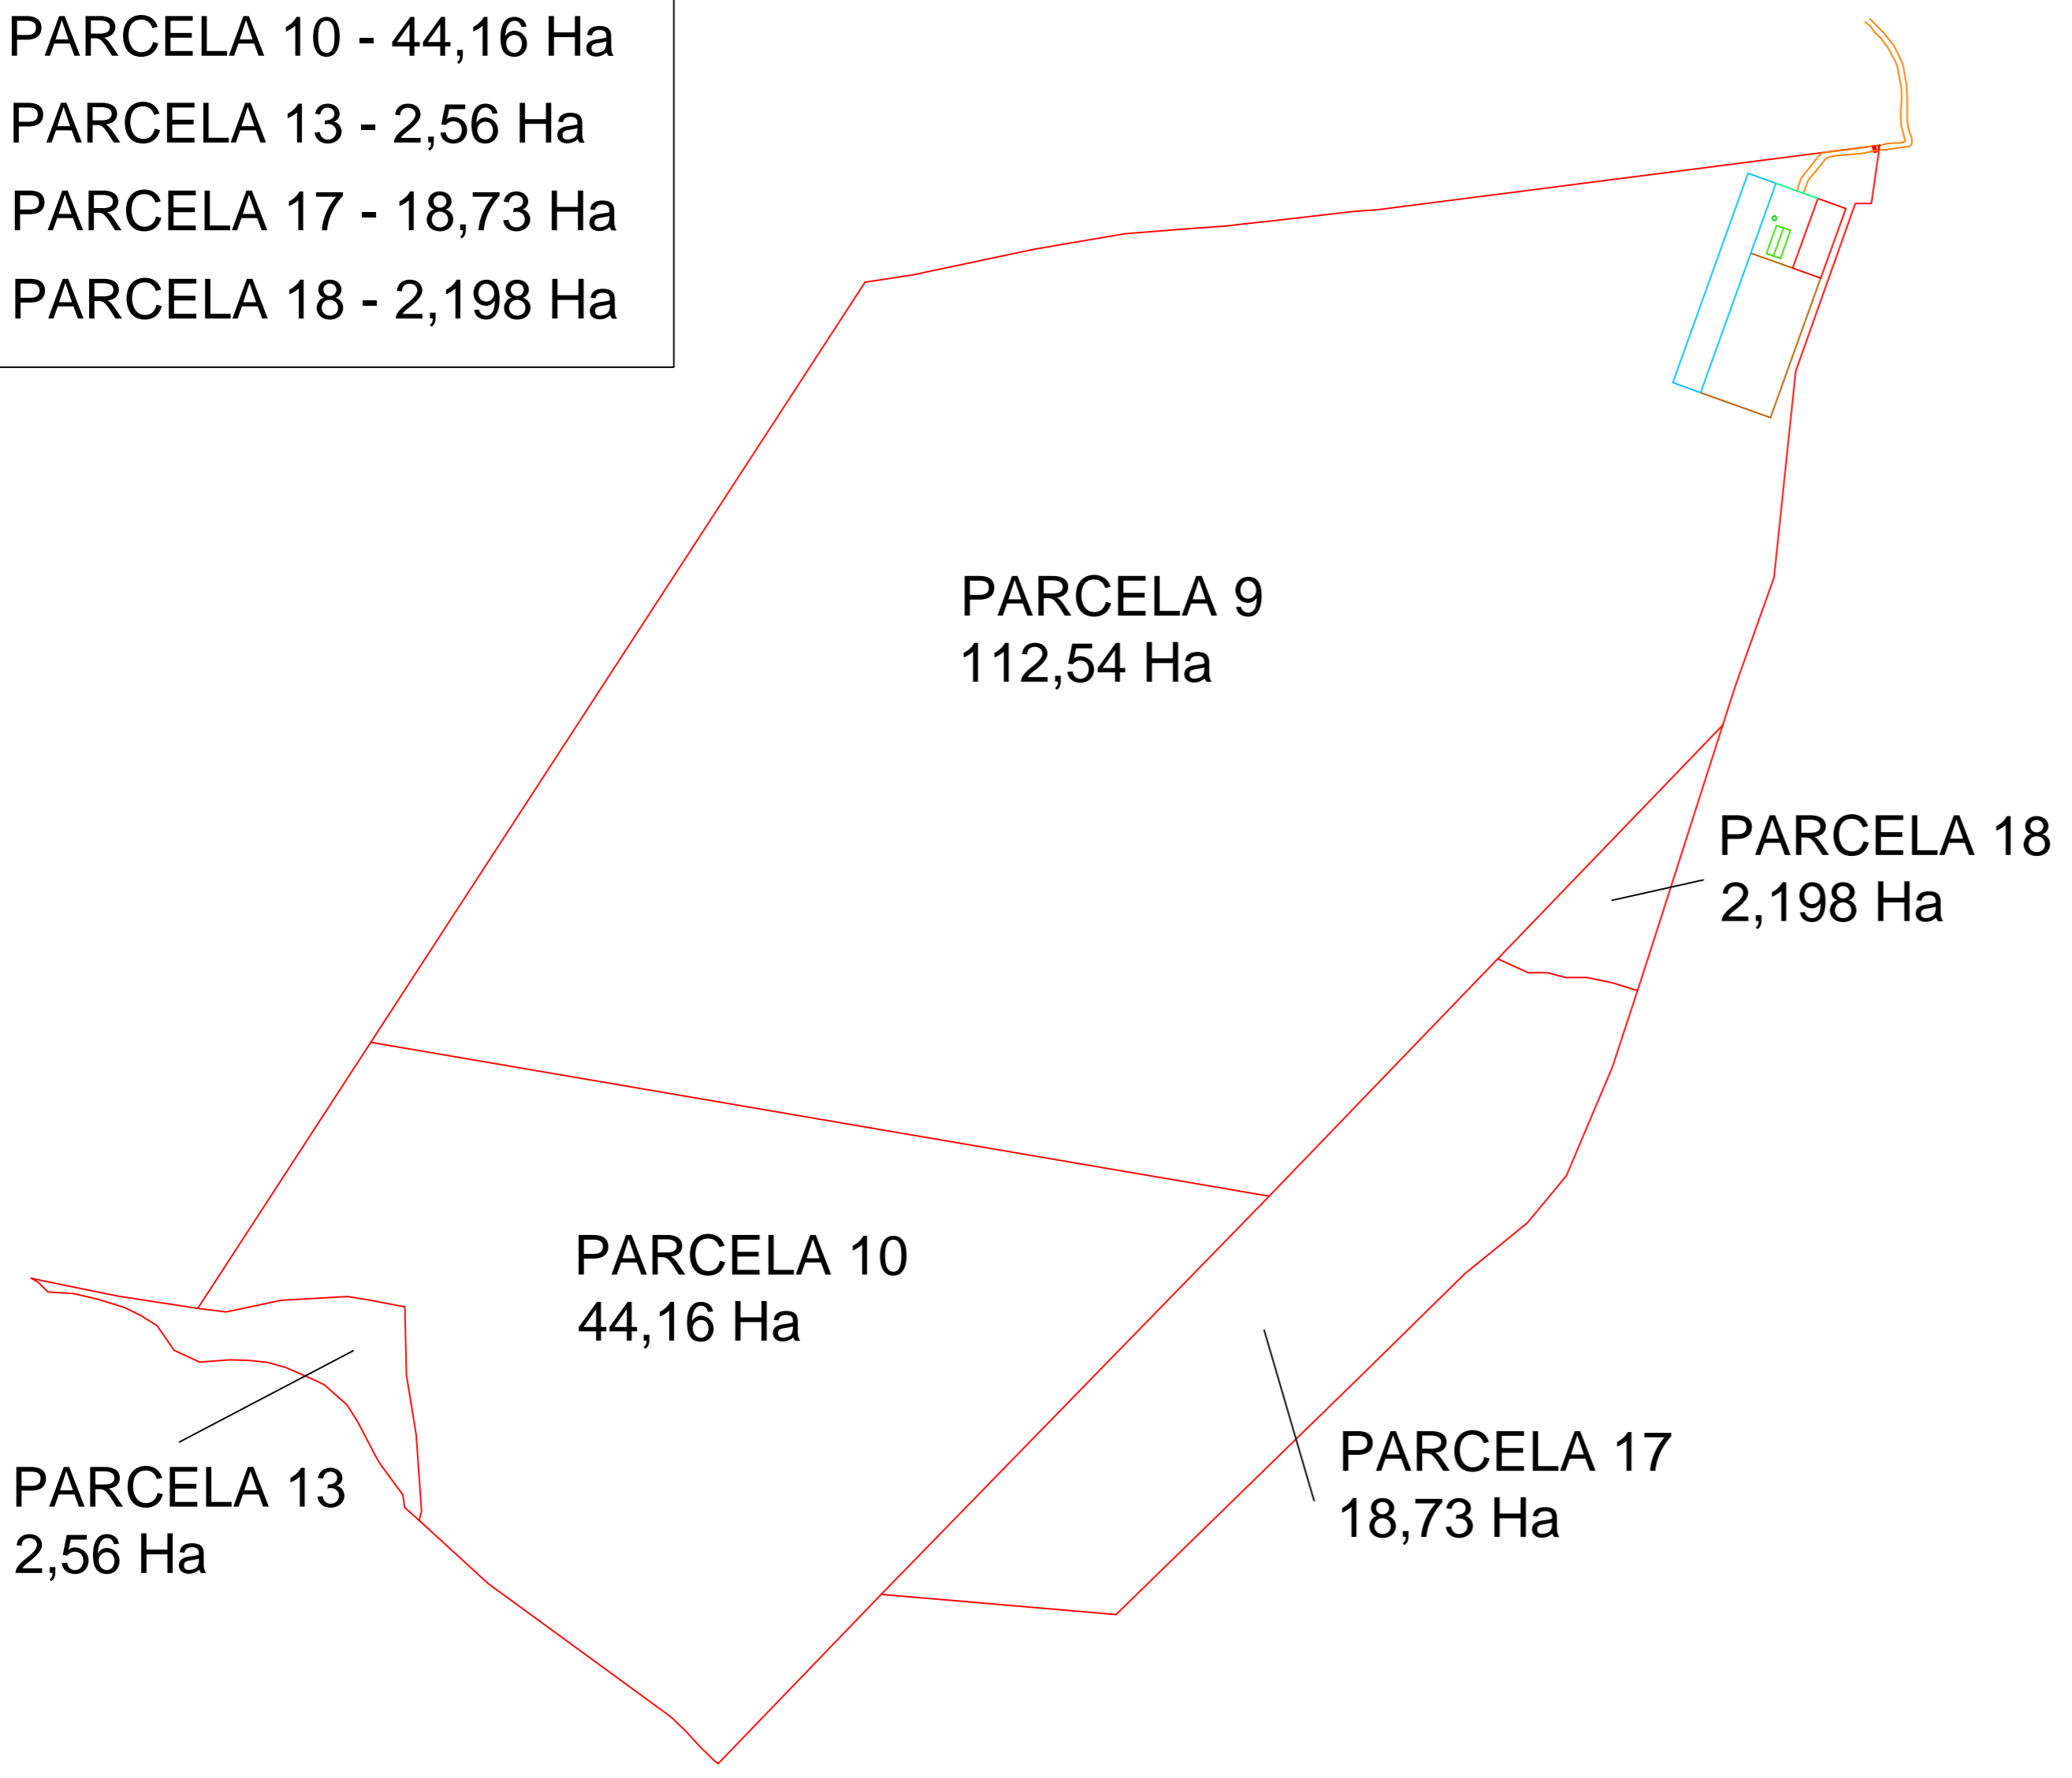 PARCELA 10 - 44,16 Ha
PARCELA 13 - 2,56 Ha
PARCELA 17 - 18,73 Ha
PARCELA 18 - 2,198 Ha
PARCELA 9
112,54 Ha
PARCELA 18
2,198 Ha
PARCELA 10
44,16 Ha
PARCELA 17
18,73 Ha
PARCELA 13
2,56 Ha